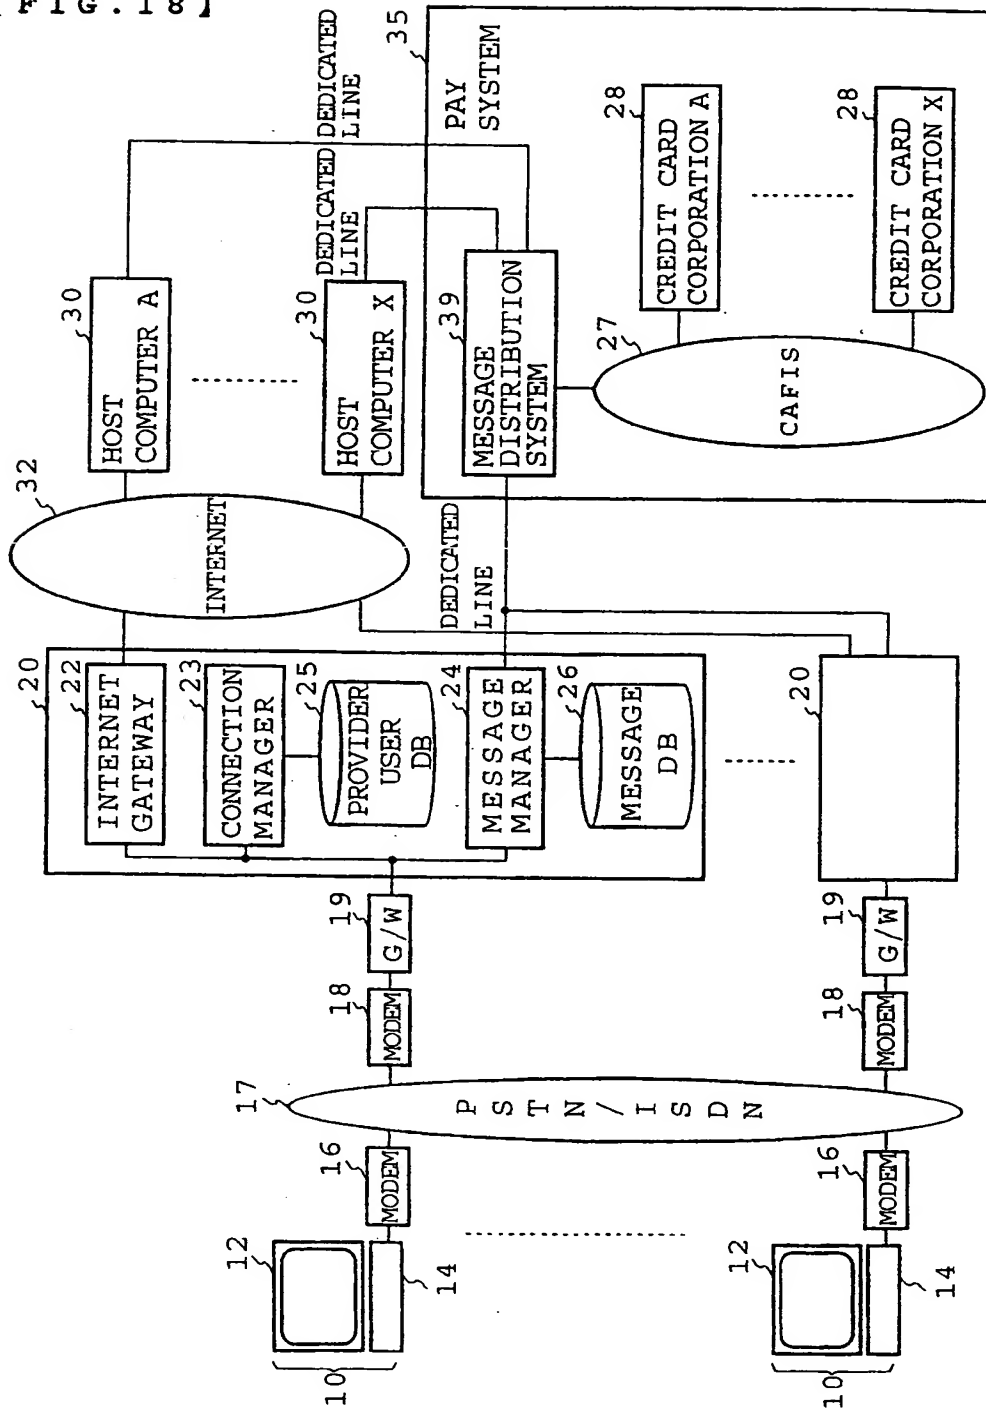 [FIG.18]
32
INTERNET
30
HOST
COMPUTER A
30
HOST
COMPUTER X
DEDICATED
LINE
DEDICATED
LINE
35
PAY
SYSTEM
39
MESSAGE
DISTRIBUTION
SYSTEM
27
CAFIS
28
CREDIT CARD
CORPORATION A
28
CREDIT CARD
CORPORATION X
DEDICATED
LINE
20
22
INTERNET
GATEWAY
23
CONNECTION
MANAGER
25
PROVIDER
USER
DB
24
MESSAGE
MANAGER
26
MESSAGE
DB
20
19
G/W
18
MODEM
19
G/W
18
MODEM
17
PSTN/ISDN
16
MODEM
16
MODEM
12
14
10
12
14
10